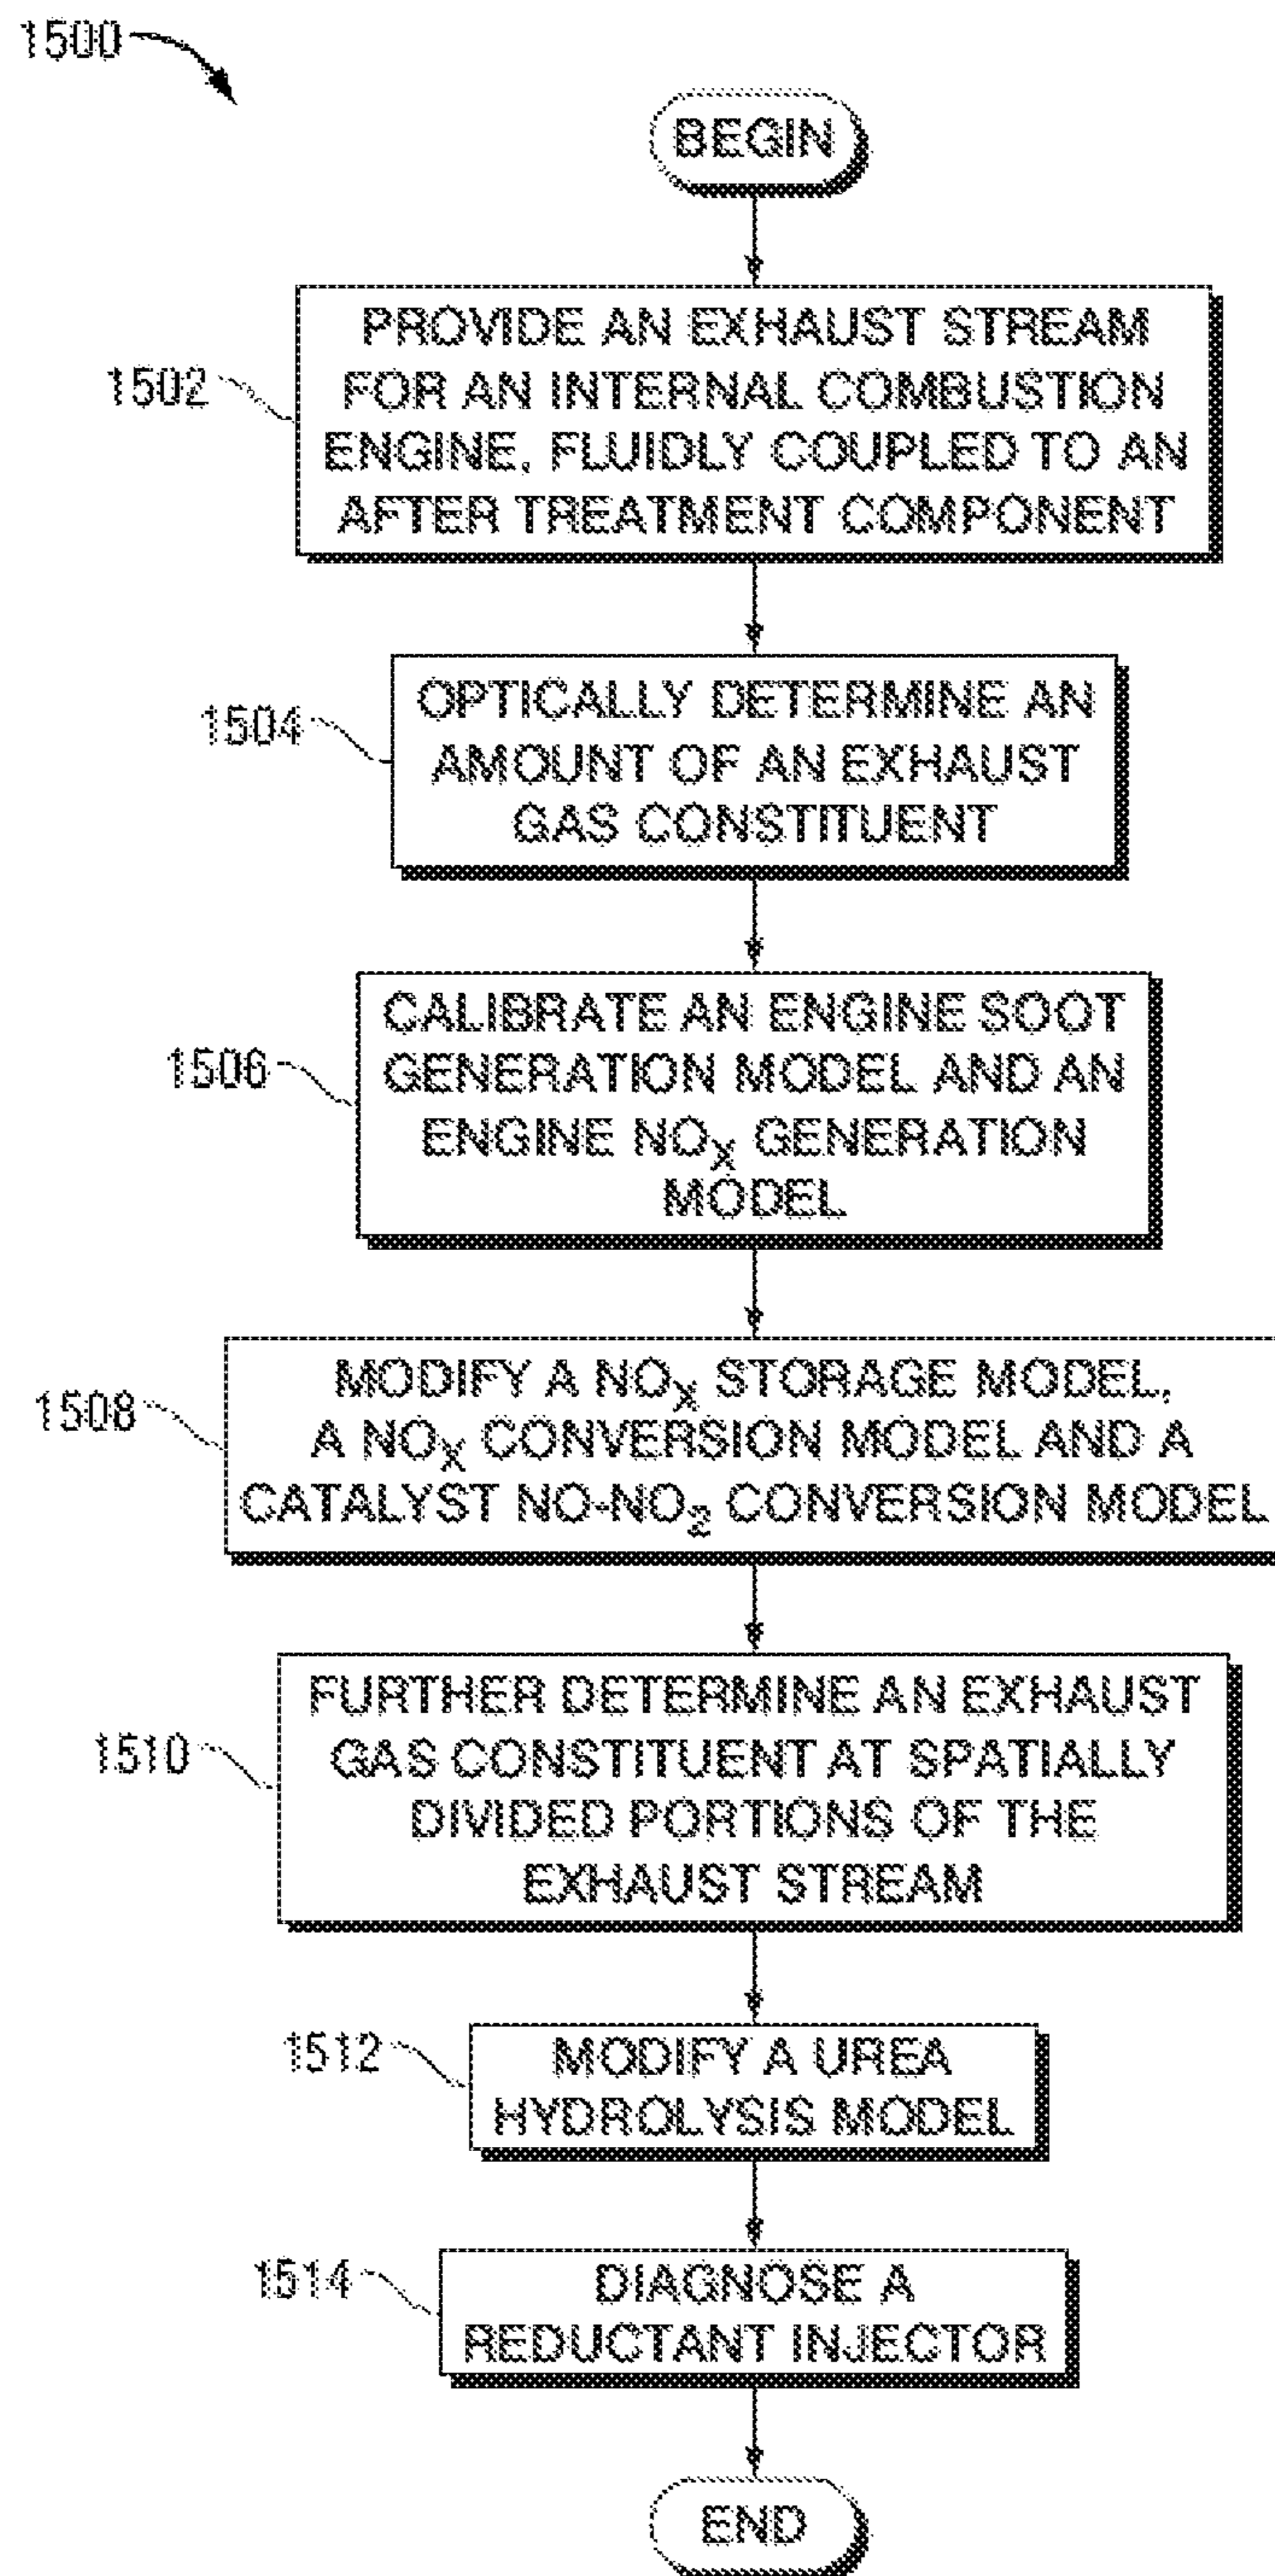 1500
BEGIN
1502
PROVIDE AN EXHAUST STREAM
FOR AN INTERNAL COMBUSTION
ENGINE, FLUIDLY COUPLED TO AN
AFTER TREATMENT COMPONENT
1504
OPTICALLY DETERMINE AN
AMOUNT OF AN EXHAUST
GAS CONSTITUENT
1506
CALIBRATE AN ENGINE SOOT
GENERATION MODEL AND AN
ENGINE NOX GENERATION
MODEL
1508
MODIFY A NOX STORAGE MODEL,
A NOX CONVERSION MODEL AND A
CATALYST NO-NO2 CONVERSION MODEL
1510
FURTHER DETERMINE AN EXHAUST
GAS CONSTITUENT AT SPATIALLY
DIVIDED PORTIONS OF THE
EXHAUST STREAM
1512
MODIFY A UREA
HYDROLYSIS MODEL
1514
DIAGNOSE A
REDUCTANT INJECTOR
END